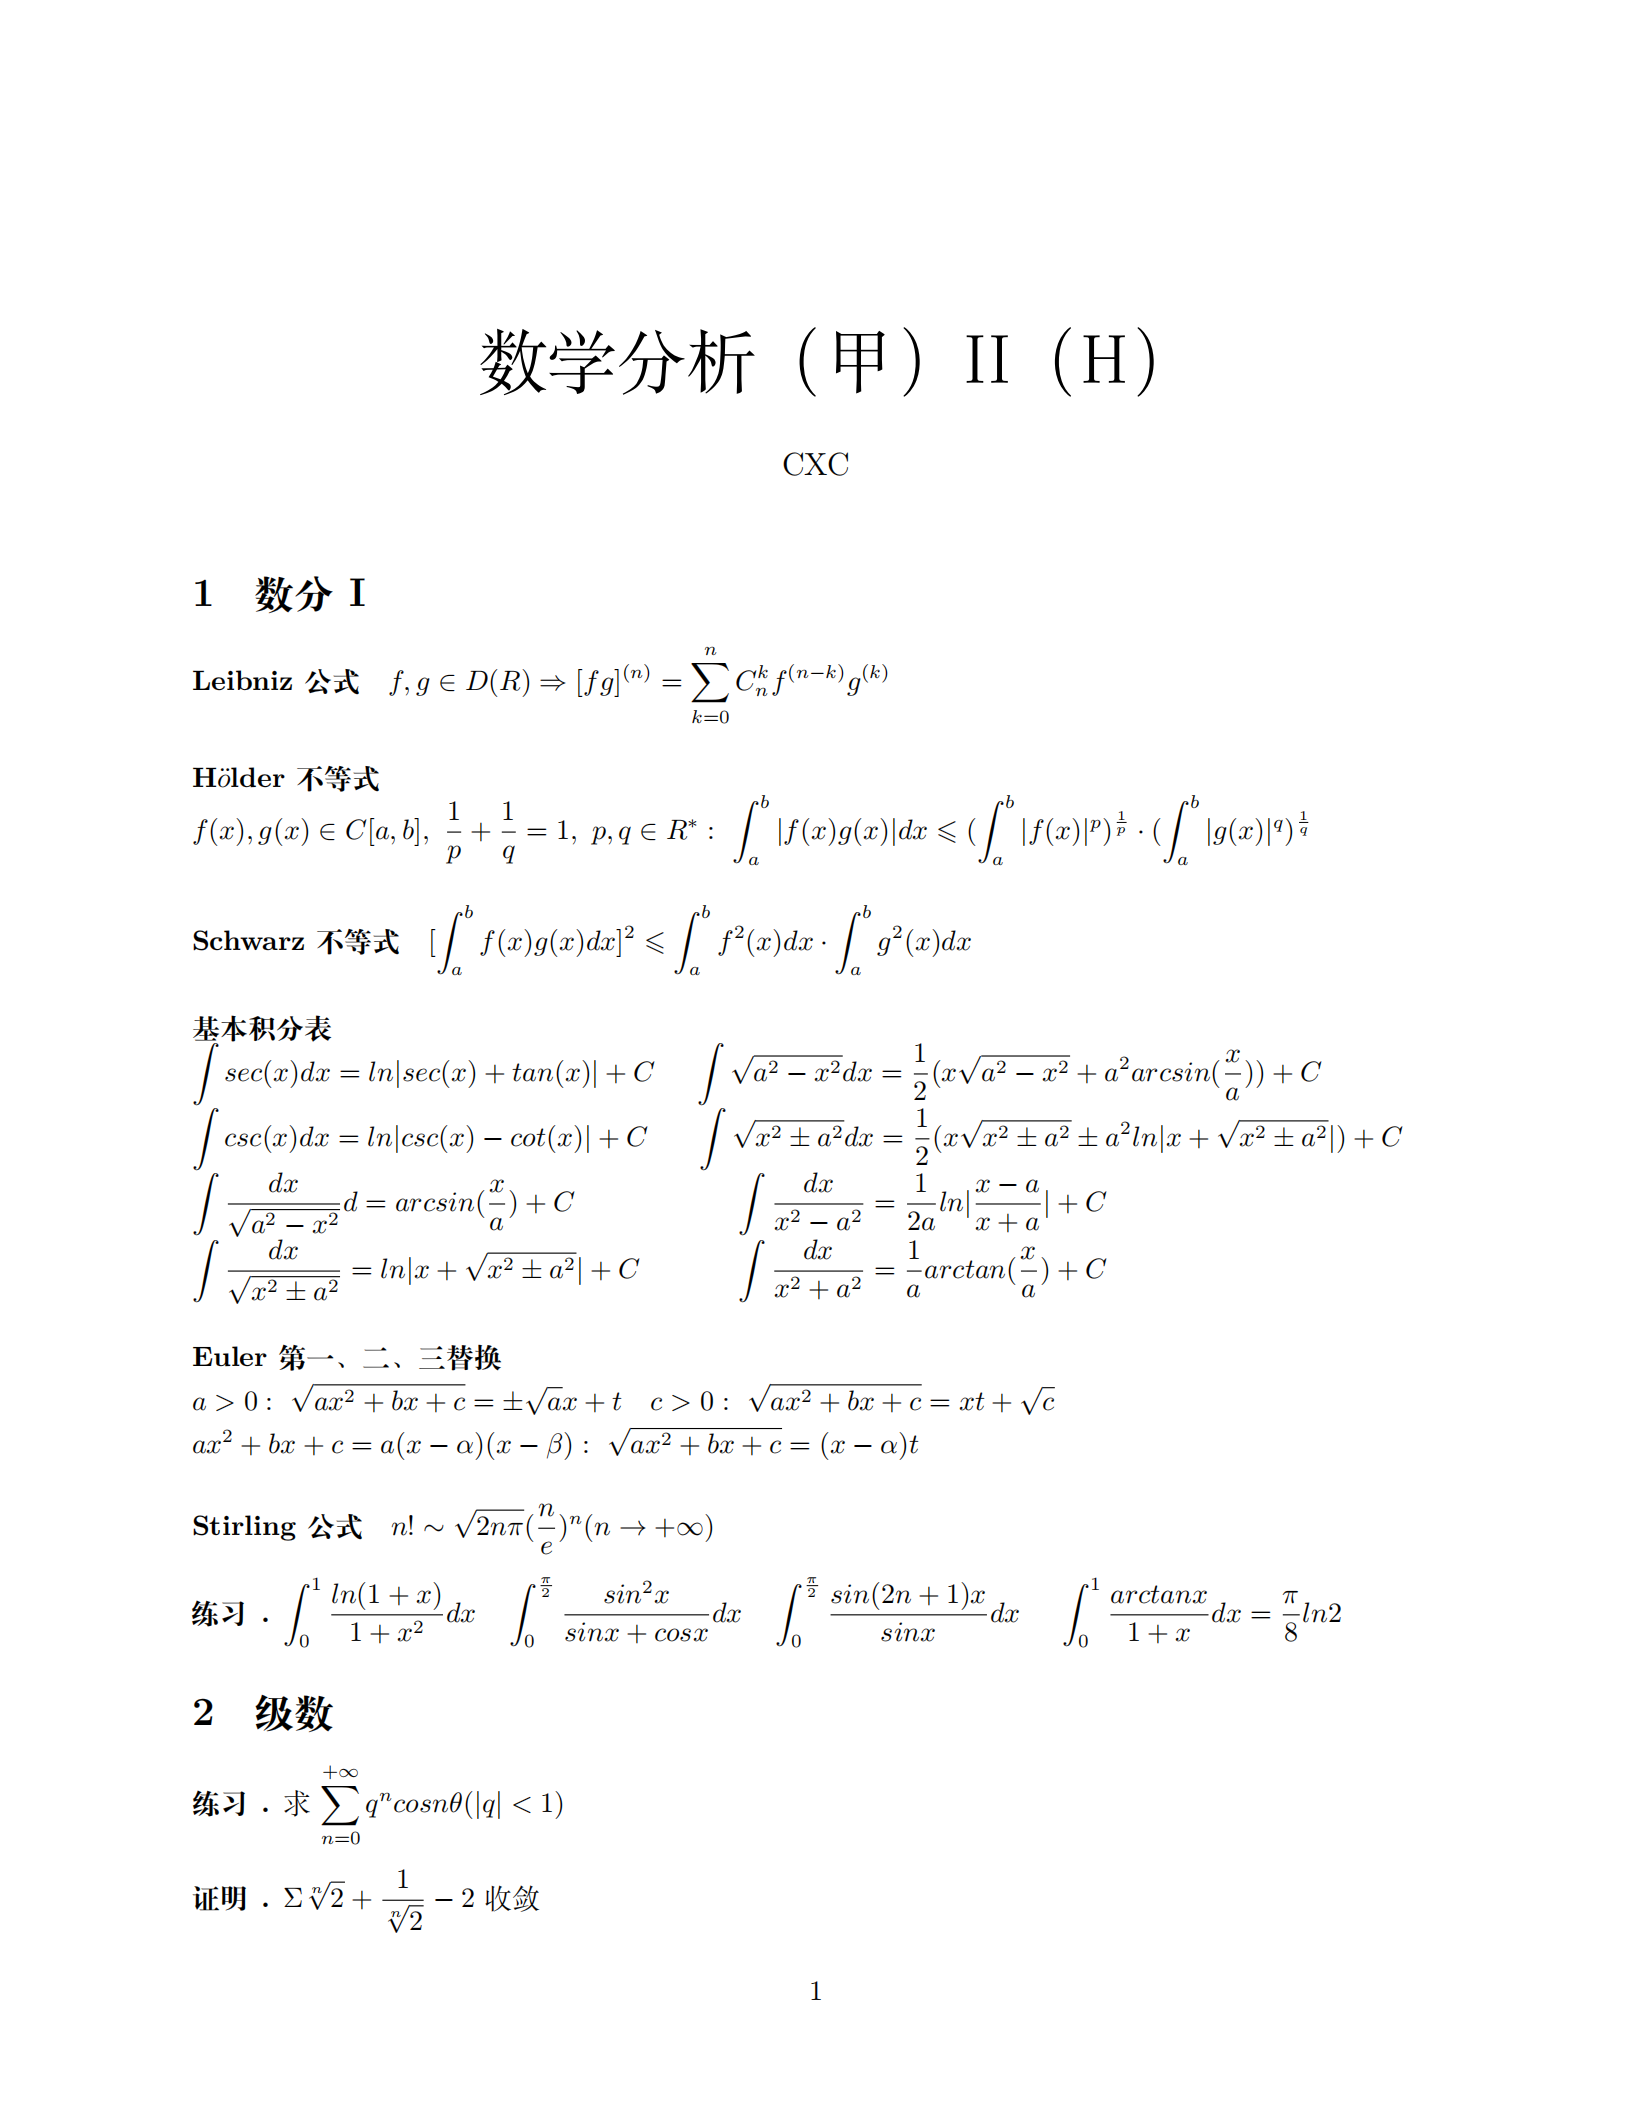 数学分析（甲）II（H）
CXC
1 数分 I
Leibniz 公式 $f, g \in D(R) \Rightarrow [fg]^{(n)} = \sum_{k=0}^{n} C_n^k f^{(n-k)} g^{(k)}$
Hölder 不等式
$f(x), g(x) \in C[a,b],\ \frac{1}{p} + \frac{1}{q} = 1,\ p, q \in R^* :\ \int_a^b |f(x)g(x)|dx \leqslant (\int_a^b |f(x)|^p)^{\frac{1}{p}} \cdot (\int_a^b |g(x)|^q)^{\frac{1}{q}}$
Schwarz 不等式 $[\int_a^b f(x)g(x)dx]^2 \leqslant \int_a^b f^2(x)dx \cdot \int_a^b g^2(x)dx$
基本积分表
$\int sec(x)dx = ln|sec(x) + tan(x)| + C$ $\int \sqrt{a^2 - x^2}dx = \frac{1}{2}(x\sqrt{a^2 - x^2} + a^2 arcsin(\frac{x}{a})) + C$
$\int csc(x)dx = ln|csc(x) - cot(x)| + C$ $\int \sqrt{x^2 \pm a^2}dx = \frac{1}{2}(x\sqrt{x^2 \pm a^2} \pm a^2 ln|x + \sqrt{x^2 \pm a^2}|) + C$
$\int \frac{dx}{\sqrt{a^2 - x^2}}d = arcsin(\frac{x}{a}) + C$ $\int \frac{dx}{x^2 - a^2} = \frac{1}{2a}ln|\frac{x - a}{x + a}| + C$
$\int \frac{dx}{\sqrt{x^2 \pm a^2}} = ln|x + \sqrt{x^2 \pm a^2}| + C$ $\int \frac{dx}{x^2 + a^2} = \frac{1}{a}arctan(\frac{x}{a}) + C$
Euler 第一、二、三替换
$a > 0 :\ \sqrt{ax^2 + bx + c} = \pm\sqrt{a}x + t$ $c > 0 :\ \sqrt{ax^2 + bx + c} = xt + \sqrt{c}$
$ax^2 + bx + c = a(x - \alpha)(x - \beta) :\ \sqrt{ax^2 + bx + c} = (x - \alpha)t$
Stirling 公式 $n! \sim \sqrt{2n\pi}(\frac{n}{e})^n (n \to +\infty)$
练习 . $\int_0^1 \frac{ln(1 + x)}{1 + x^2}dx$ $\int_0^{\frac{\pi}{2}} \frac{sin^2x}{sinx + cosx}dx$ $\int_0^{\frac{\pi}{2}} \frac{sin(2n + 1)x}{sinx}dx$ $\int_0^1 \frac{arctanx}{1 + x}dx = \frac{\pi}{8}ln2$
2 级数
练习 . 求 $\sum_{n=0}^{+\infty} q^n cosn\theta(|q| < 1)$
证明 . $\Sigma \sqrt[n]{2} + \frac{1}{\sqrt[n]{2}} - 2$ 收敛
1